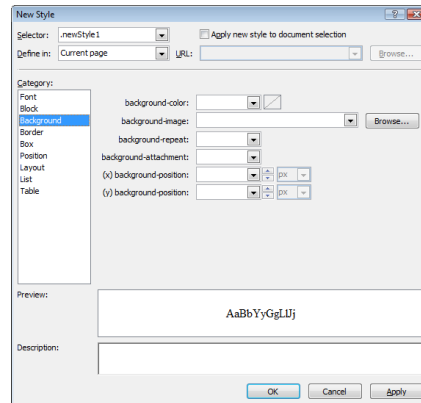 New Style
Selector: .newStyle1 Apply new style to document selection
Define in: Current page URL: Browse...
Category:
Font
Block
Background
Border
Box
Position
Layout
List
Table
background-color:
background-image: Browse...
background-repeat:
background-attachment:
(x) background-position: px
(y) background-position: px
Preview:
AaBbYyGgLlJj
Description:
OK Cancel Apply